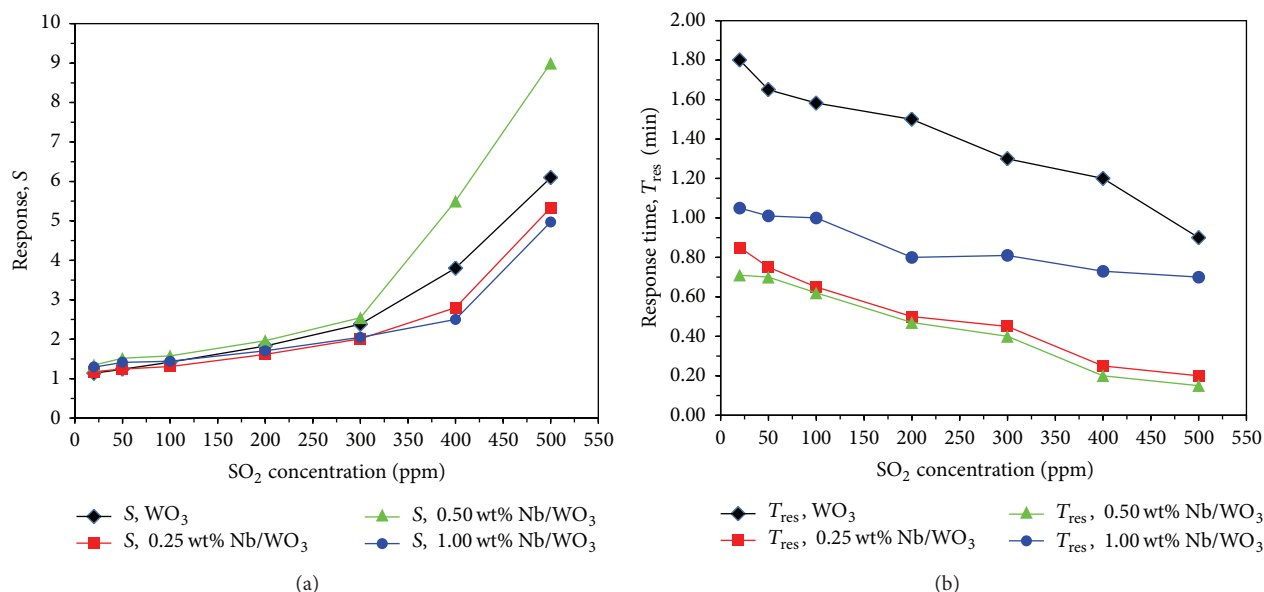 10
9
8
7
6
5
4
3
2
1
0
Response, S
0 50 100 150 200 250 300 350 400 450 500 550
SO2 concentration (ppm)
S, WO3
S, 0.25 wt% Nb/WO3
S, 0.50 wt% Nb/WO3
S, 1.00 wt% Nb/WO3
(a)
2.00
1.80
1.60
1.40
1.20
1.00
0.80
0.60
0.40
0.20
0.00
Response time, Tres (min)
0 50 100 150 200 250 300 350 400 450 500 550
SO2 concentration (ppm)
Tres, WO3
Tres, 0.25 wt% Nb/WO3
Tres, 0.50 wt% Nb/WO3
Tres, 1.00 wt% Nb/WO3
(b)